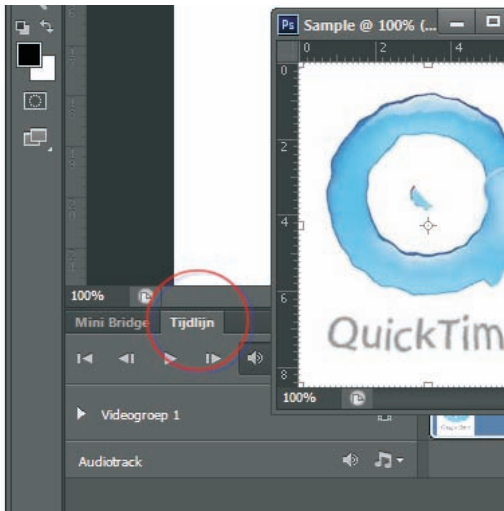 Ps Sample @ 100% (...
0 2 4
0
2
4
6
8
QuickTim
100%
100%
Mini Bridge Tijdlijn
Videogroep 1
Audiotrack